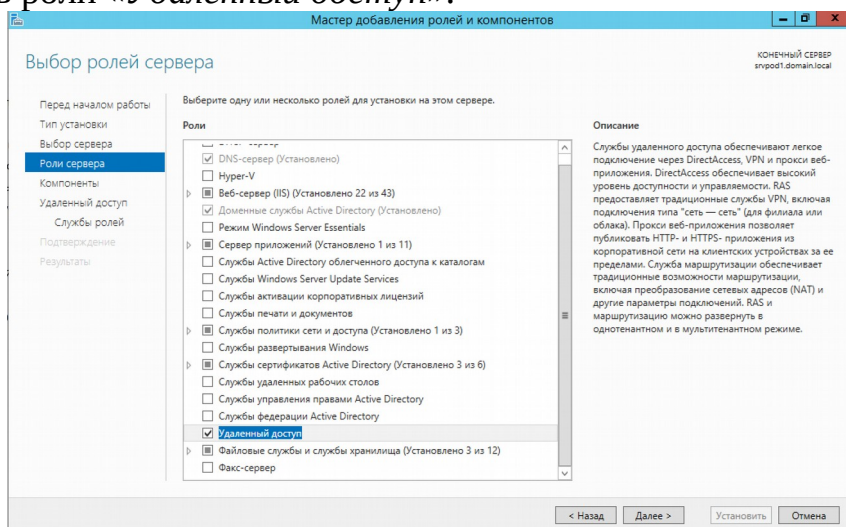 роли «Удаленный доступ».
Мастер добавления ролей и компонентов
Выбор ролей сервера
КОНЕЧНЫЙ СЕРВЕР
srvpod1.domain.local
Перед началом работы
Тип установки
Выбор сервера
Роли сервера
Компоненты
Удаленный доступ
Службы ролей
Подтверждение
Результаты
Выберите одну или несколько ролей для установки на этом сервере.
Роли
DNS-сервер (Установлено)
Hyper-V
Веб-сервер (IIS) (Установлено 22 из 43)
Доменные службы Active Directory (Установлено)
Режим Windows Server Essentials
Сервер приложений (Установлено 1 из 11)
Службы Active Directory облегченного доступа к каталогам
Службы Windows Server Update Services
Службы активации корпоративных лицензий
Службы печати и документов
Службы политики сети и доступа (Установлено 1 из 3)
Службы развертывания Windows
Службы сертификатов Active Directory (Установлено 3 из 6)
Службы удаленных рабочих столов
Службы управления правами Active Directory
Службы федерации Active Directory
Удаленный доступ
Файловые службы и службы хранилища (Установлено 3 из 12)
Факс-сервер
Описание
Службы удаленного доступа обеспечивают легкое
подключение через DirectAccess, VPN и прокси веб-
приложения. DirectAccess обеспечивает высокий
уровень доступности и управляемости. RAS
предоставляет традиционные службы VPN, включая
подключения типа "сеть — сеть" (для филиала или
облака). Прокси веб-приложения позволяет
публиковать HTTP- и HTTPS- приложения из
корпоративной сети на клиентских устройствах за ее
пределами. Служба маршрутизации обеспечивает
традиционные возможности маршрутизации,
включая преобразование сетевых адресов (NAT) и
другие параметры подключений. RAS и
маршрутизацию можно развернуть в
однотенантном и в мультитенантном режиме.
< Назад
Далее >
Установить
Отмена